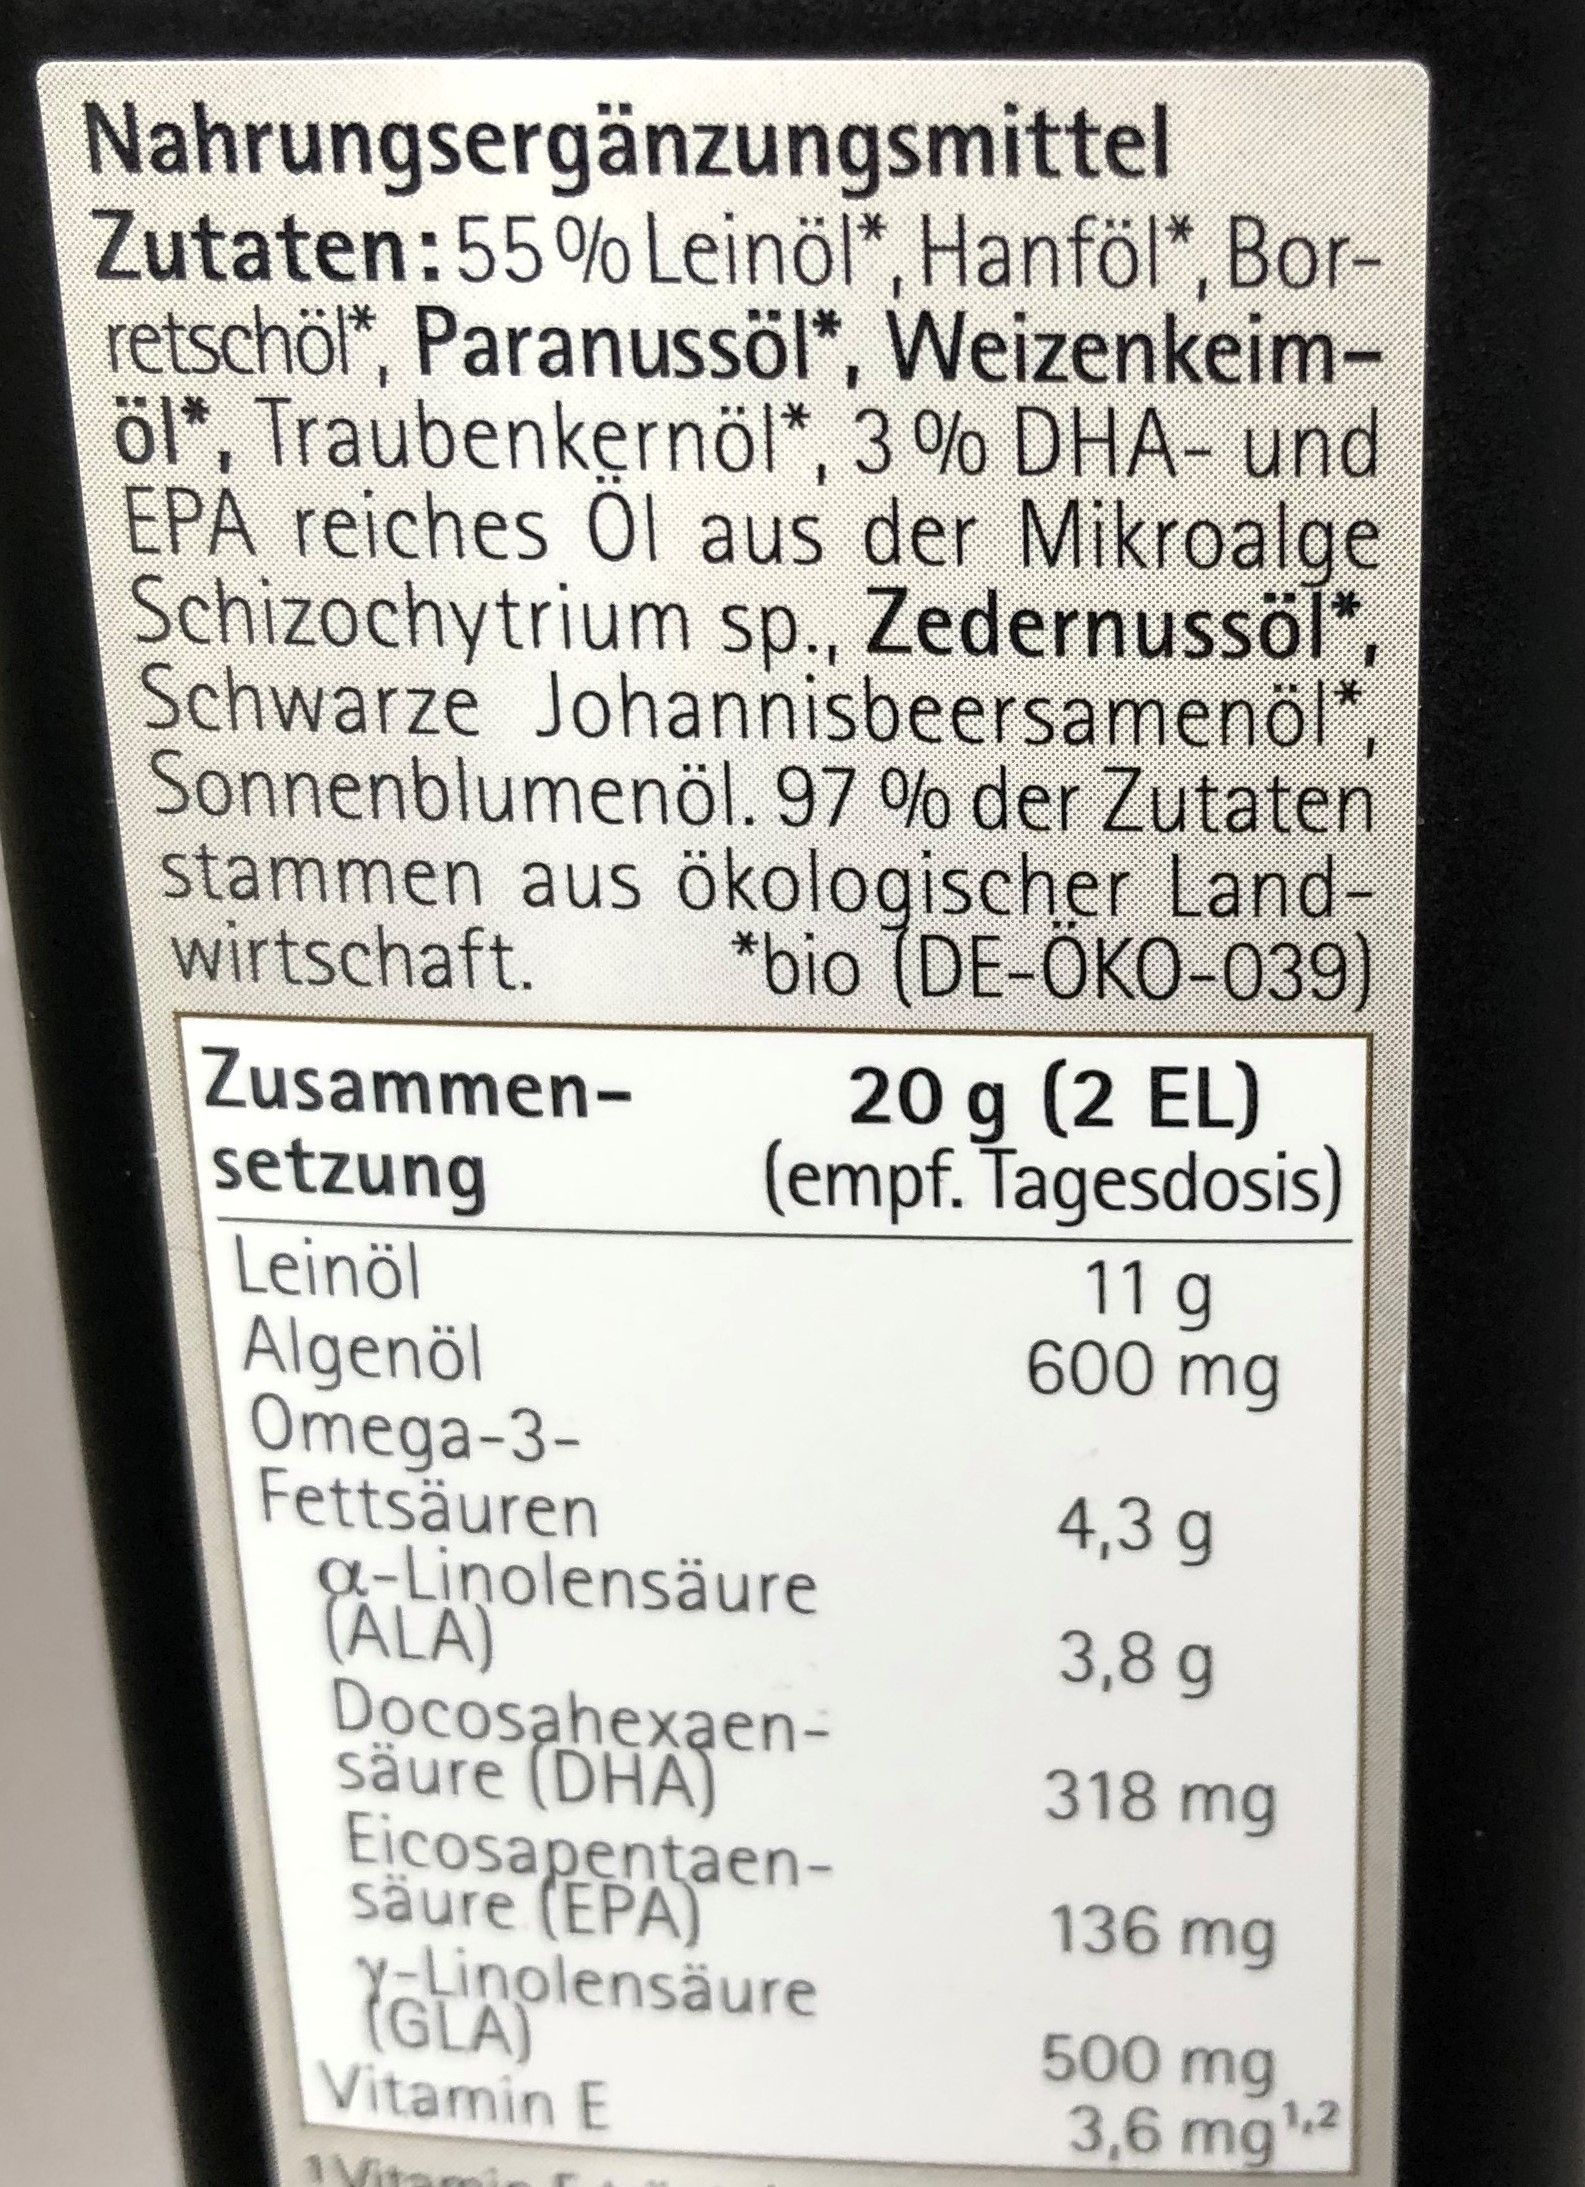 Nahrungsergänzungsmittel
Zutaten: 55 % Leinöl*, Hanföl*, Bor-
retschöl*, Paranussöl*, Weizenkeim-
öl*, Traubenkernöl*, 3 % DHA- und
EPA reiches Öl aus der Mikroalge
Schizochytrium sp., Zedernussöl*,
Schwarze Johannisbeersamenöl*,
Sonnenblumenöl. 97 % der Zutaten
stammen aus ökologischer Land-
wirtschaft. *bio (DE-ÖKO-039)
Zusammen- 20 g (2 EL)
setzung (empf. Tagesdosis)
Leinöl 11 g
Algenöl 600 mg
Omega-3-
Fettsäuren 4,3 g
α-Linolensäure
(ALA) 3,8 g
Docosahexaen-
säure (DHA) 318 mg
Eicosapentaen-
säure (EPA) 136 mg
γ-Linolensäure
(GLA) 500 mg
Vitamin E 3,6 mg 1,2
1 Vitamin E